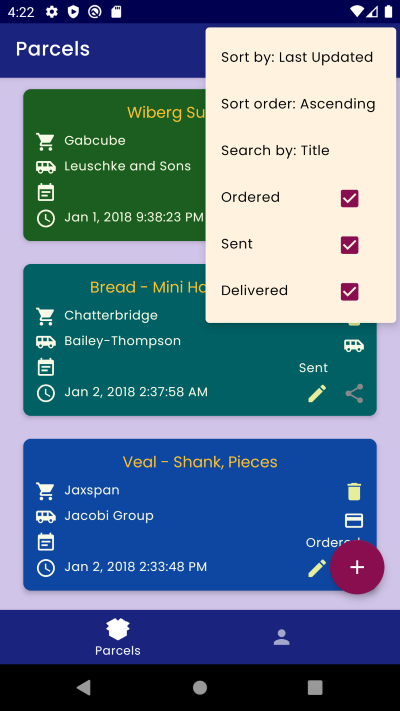 4:22
Parcels
Sort by: Last Updated
Sort order: Ascending
Search by: Title
Ordered
Sent
Delivered
Wiberg Su
Gabcube
Leuschke and Sons
Jan 1, 2018 9:38:23 PM
Bread - Mini Ha
Chatterbridge
Bailey-Thompson
Sent
Jan 2, 2018 2:37:58 AM
Veal - Shank, Pieces
Jaxspan
Jacobi Group
Ordered
Jan 2, 2018 2:33:48 PM
Parcels